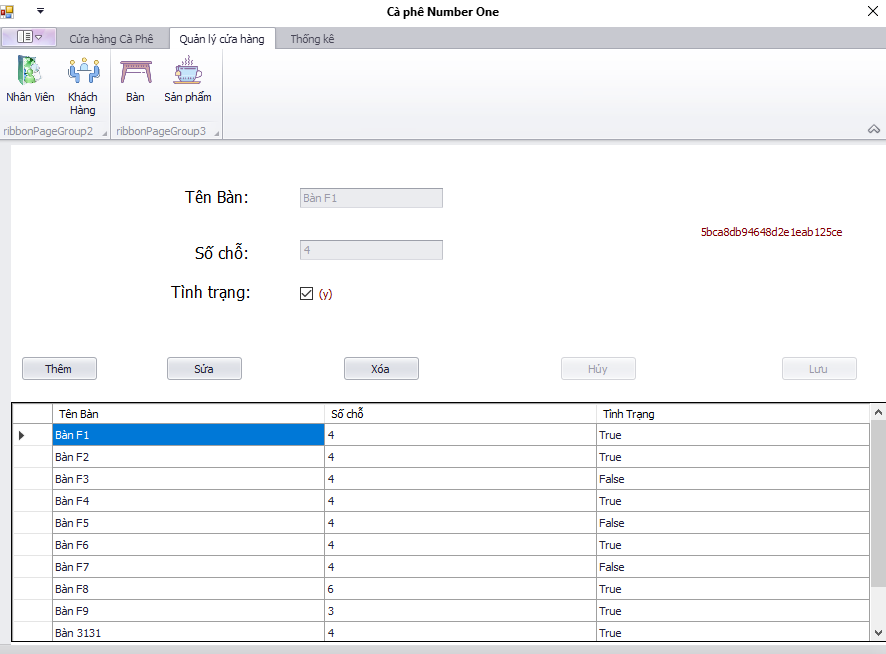 Cà phê Number One
Cửa hàng Cà Phê Quản lý cửa hàng Thống kê
Nhân Viên Khách Hàng Bàn Sản phẩm
ribbonPageGroup2 ribbonPageGroup3
Tên Bàn: Bàn F1
5bca8db94648d2e1eab125ce
Số chỗ: 4
Tình trạng: (y)
Thêm Sửa Xóa Hủy Lưu
Tên Bàn Số chỗ Tình Trạng
Bàn F1 4 True
Bàn F2 4 True
Bàn F3 4 False
Bàn F4 4 True
Bàn F5 4 False
Bàn F6 4 True
Bàn F7 4 False
Bàn F8 6 True
Bàn F9 3 True
Bàn 3131 4 True